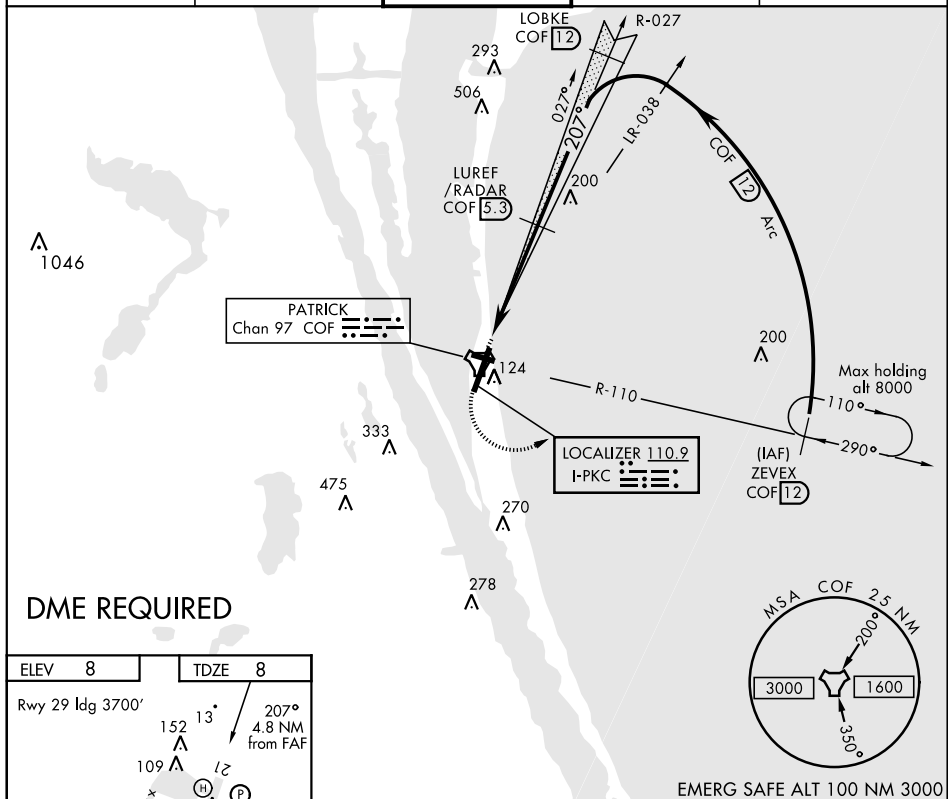 LOBKE
COF 12
R-027
293
506
027°
207°
LR-038
COF 12 Arc
LUREF
/RADAR
COF 5.3
200
1046
PATRICK
Chan 97 COF
124
200
Max holding
alt 8000
R-110
110°
290°
(IAF)
ZEVEX
COF 12
LOCALIZER 110.9
I-PKC
333
475
270
278
DME REQUIRED
MSA COF 25 NM
200°
3000
1600
350°
EMERG SAFE ALT 100 NM 3000
ELEV 8
TDZE 8
Rwy 29 ldg 3700'
13
207°
4.8 NM
from FAF
152
109
21
H
P
x